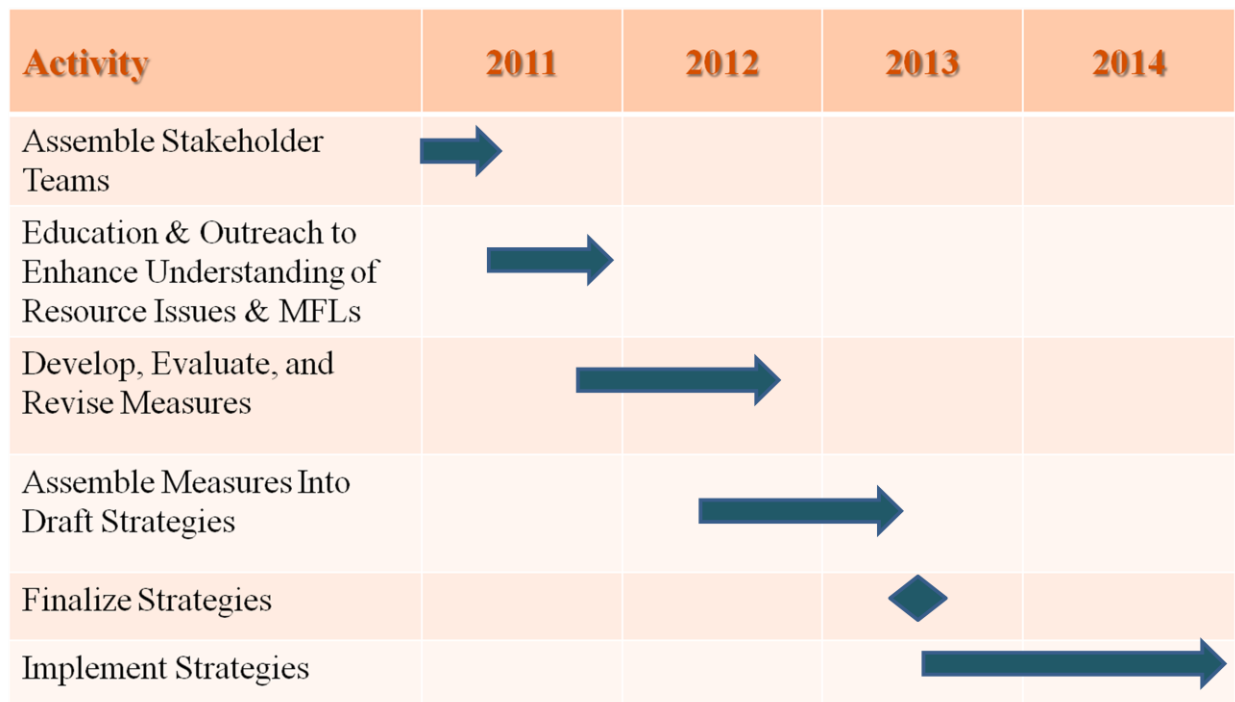 Activity 2011 2012 2013 2014
Assemble Stakeholder
Teams
Education & Outreach to
Enhance Understanding of
Resource Issues & MFLs
Develop, Evaluate, and
Revise Measures
Assemble Measures Into
Draft Strategies
Finalize Strategies
Implement Strategies